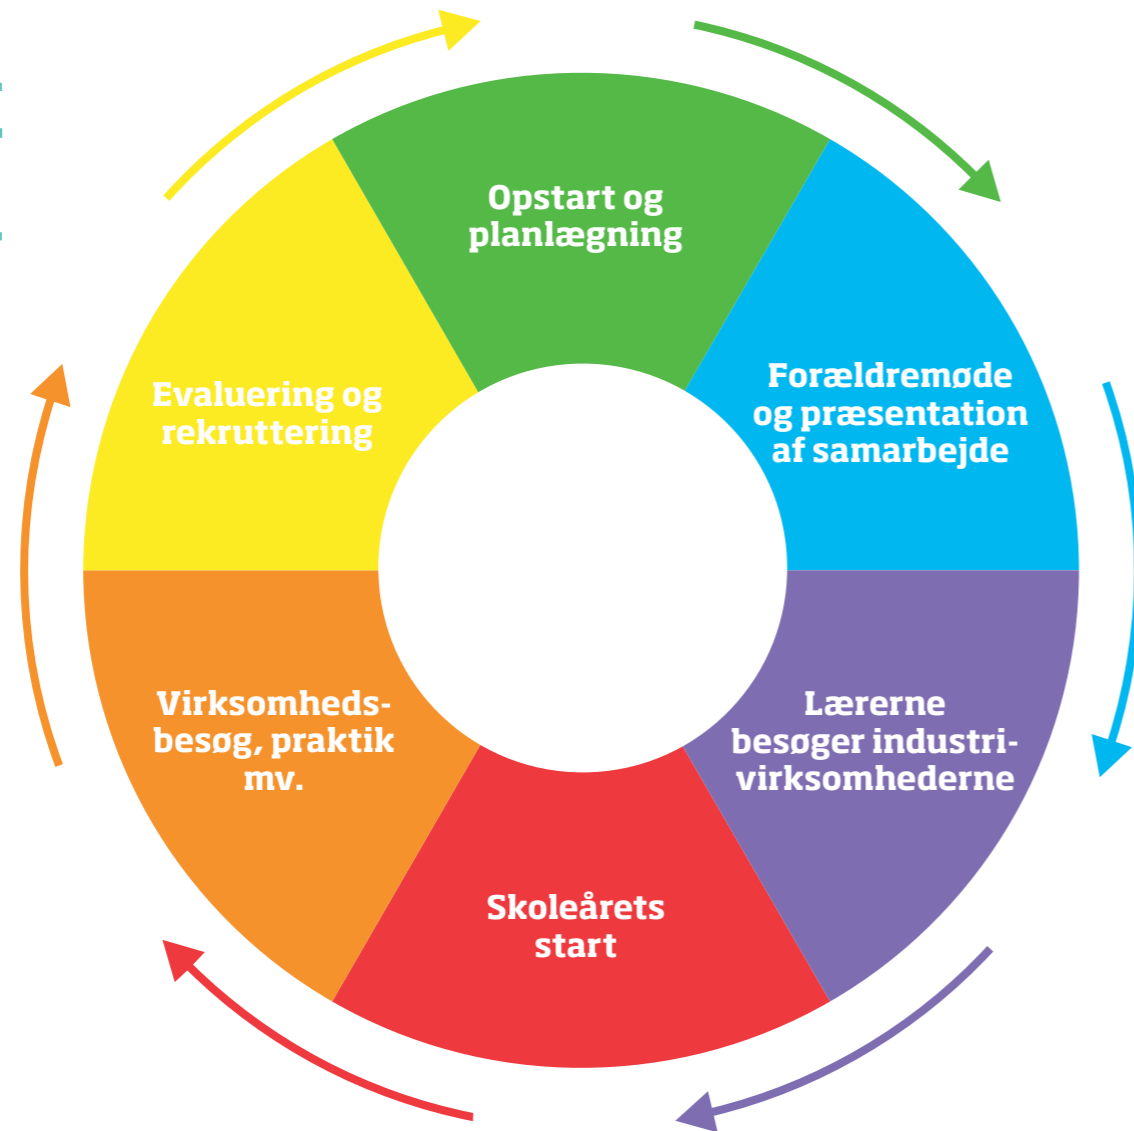 Opstart og
planlægning
Forældremøde
og præsentation
af samarbejde
Lærerne
besøger industri-
virksomhederne
Skoleårets
start
Virksomheds-
besøg, praktik
mv.
Evaluering og
rekruttering